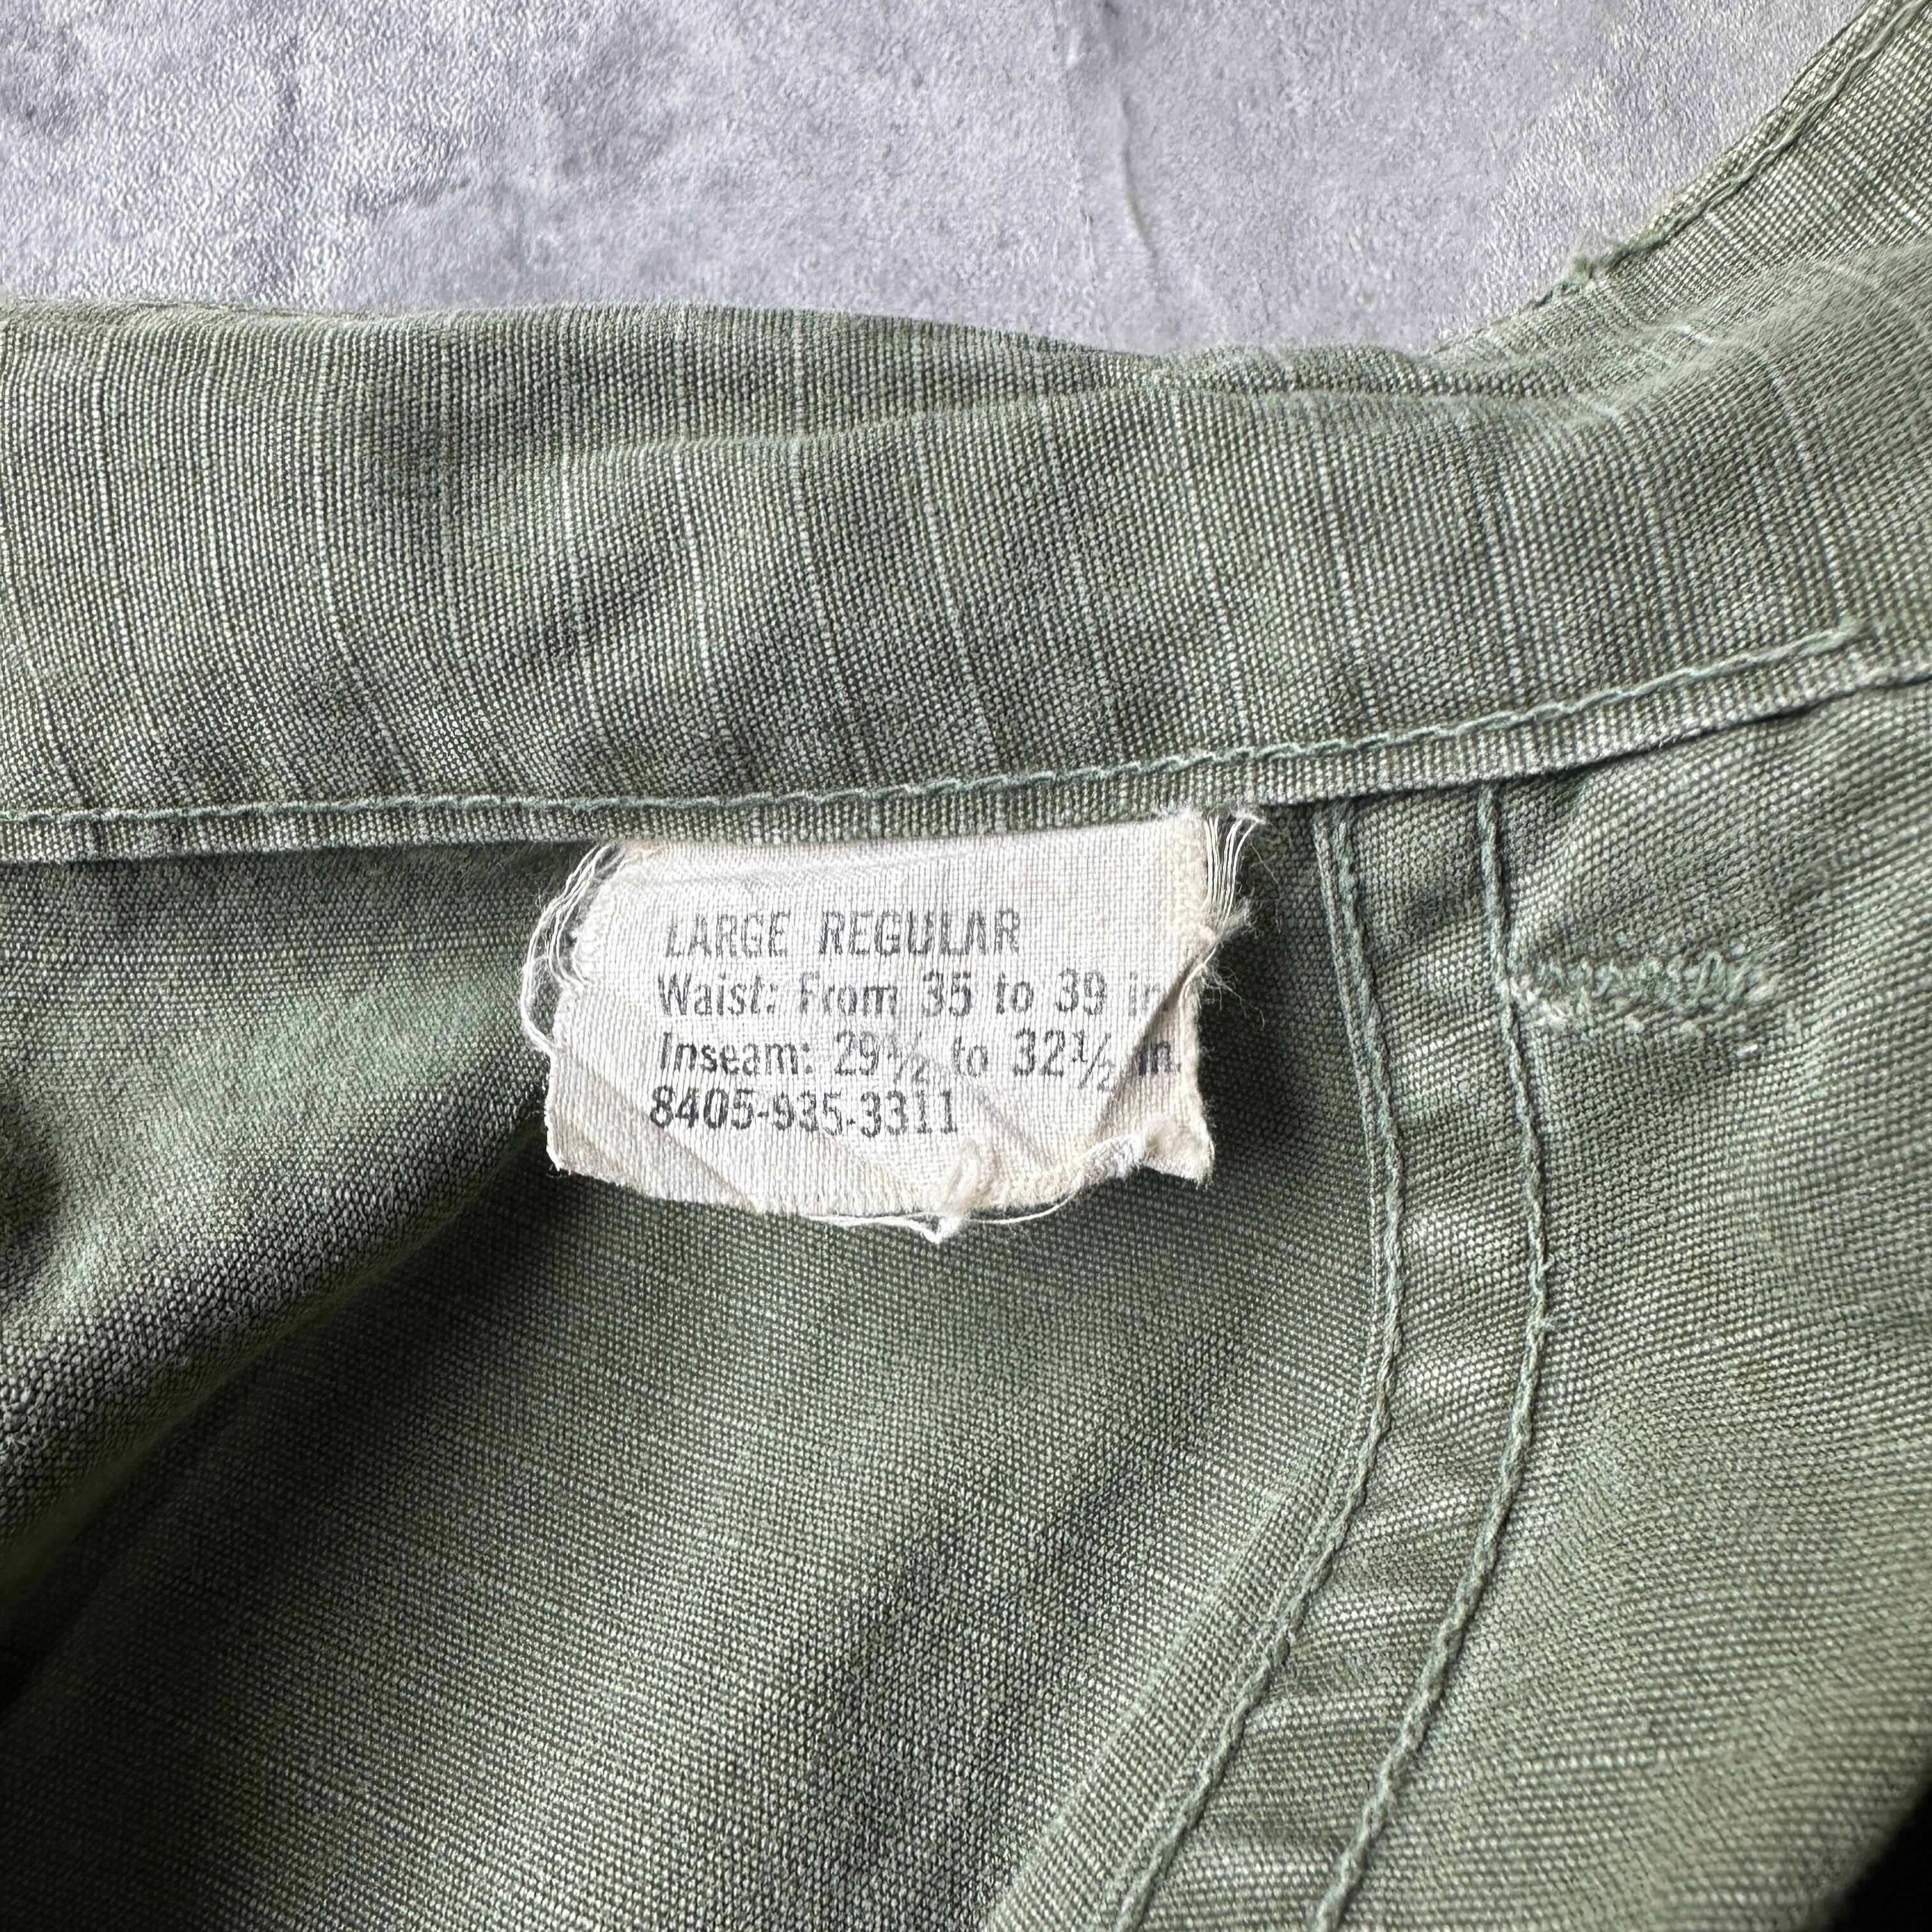 LARGE REGULAR
Waist: From 35 to 39 in
Inseam: 29½ to 32½ in.
8405-935-3311